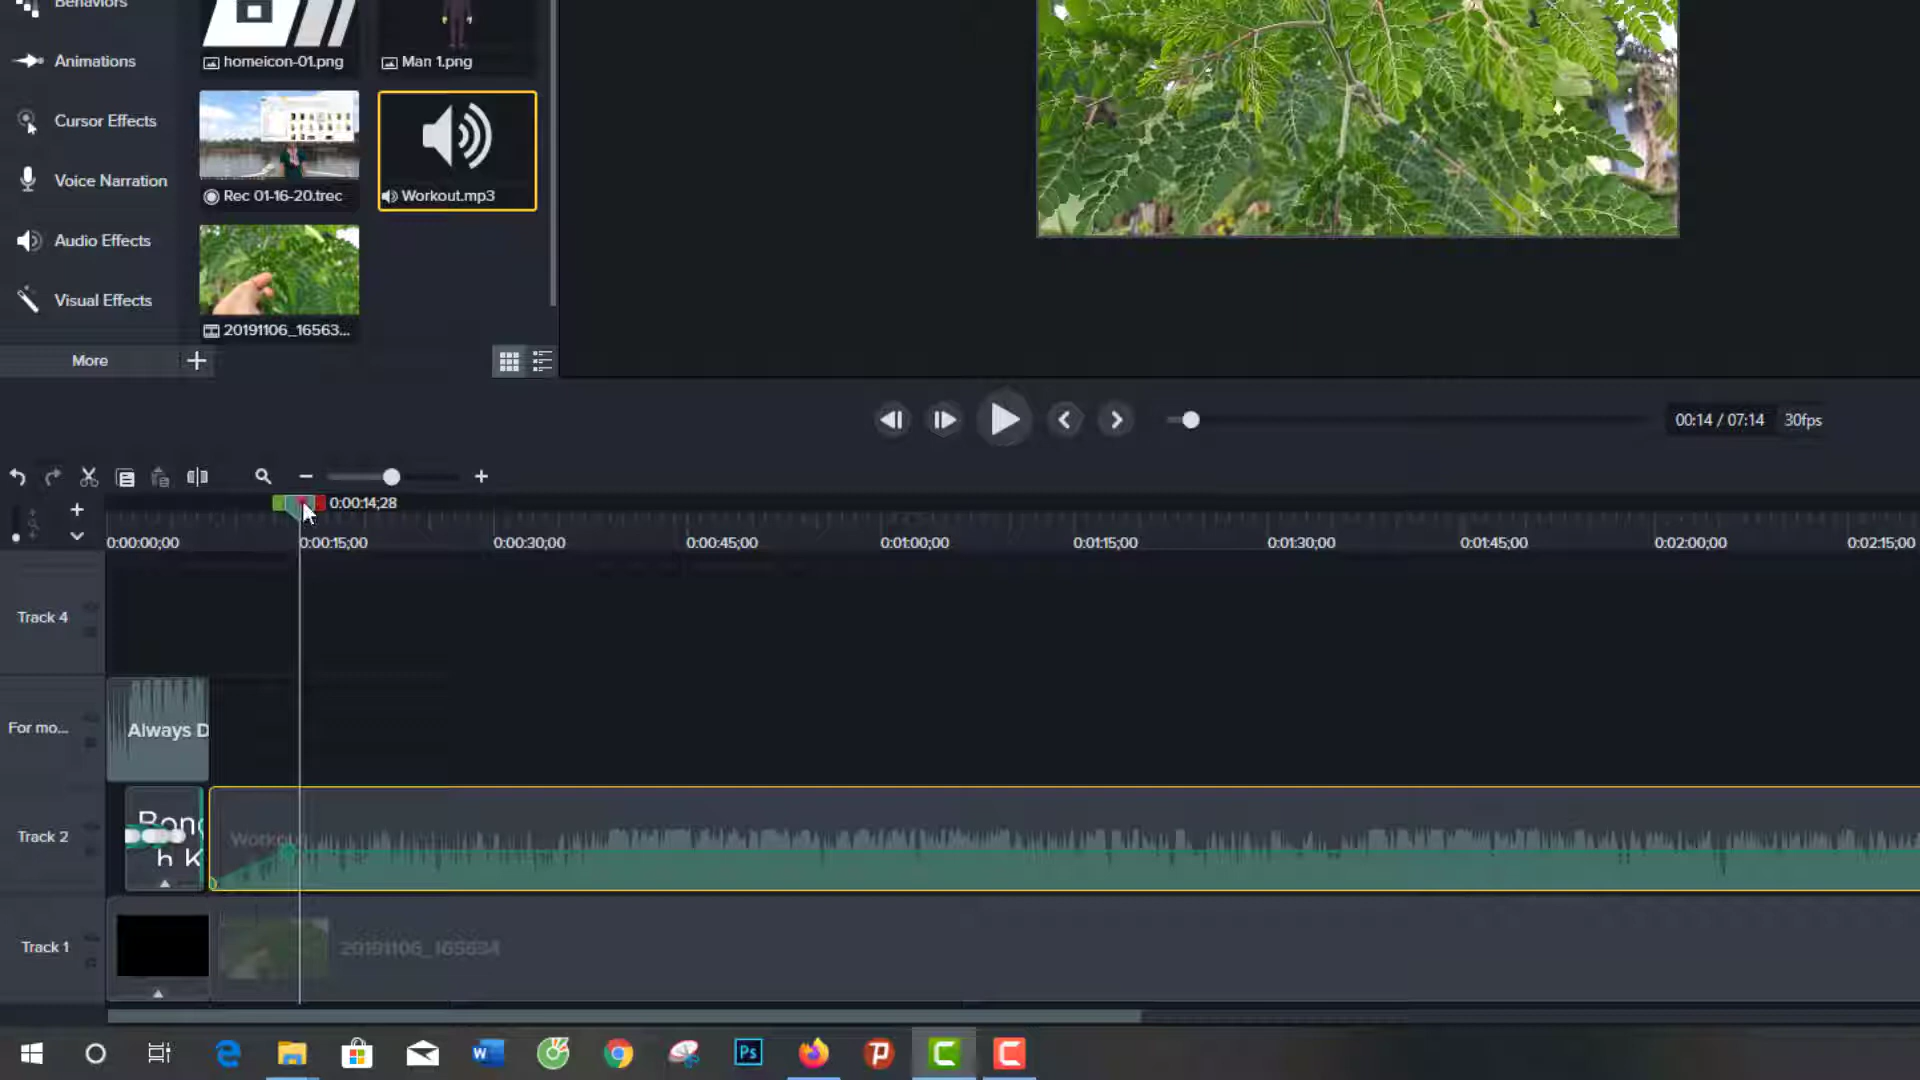 Behaviors
Animations
Cursor Effects
Voice Narration
Audio Effects
Visual Effects
More
homeicon-01.png
Man 1.png
Rec 01-16-20.trec
Workout.mp3
20191106_16563...
00:14 / 07:14 30fps
0:00:14;28
0:00:00;00 0:00:15;00 0:00:30;00 0:00:45;00 0:01:00;00 0:01:15;00 0:01:30;00 0:01:45;00 0:02:00;00 0:02:15;00
Track 4
For mo...
Always D
Track 2
Bon
h K
Workout
Track 1
20191106_165634
Ps